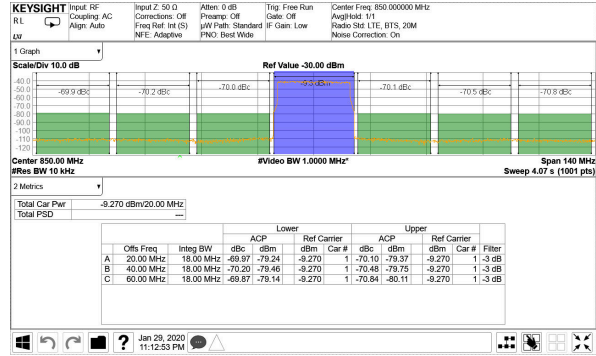 KEYSIGHT Input: RF Input Z: 50 Ω Atten: 0 dB Trig: Free Run Center Freq: 850.000000 MHz
RL Coupling: AC Corrections: Off Preamp: Off Gate: Off Avg|Hold: 1/1
Align: Auto Freq Ref: Int (S) µW Path: Standard IF Gain: Low Radio Std: LTE, BTS, 20M
LXI NFE: Adaptive PNO: Best Wide Noise Correction: On
1 Graph
Scale/Div 10.0 dB Ref Value -30.00 dBm
-40.0
-50.0
-60.0
-70.0
-80.0
-90.0
-100
-110
-120
-69.9 dBc -70.2 dBc -70.0 dBc -9.3 dBm -70.1 dBc -70.5 dBc -70.8 dBc
Center 850.00 MHz #Video BW 1.0000 MHz* Span 140 MHz
#Res BW 10 kHz Sweep 4.07 s (1001 pts)
2 Metrics
Total Car Pwr -9.270 dBm/20.00 MHz
Total PSD ---
Lower Upper
ACP Ref Carrier ACP Ref Carrier
Offs Freq Integ BW dBc dBm dBm Car # dBc dBm dBm Car # Filter
A 20.00 MHz 18.00 MHz -69.97 -79.24 -9.270 1 -70.10 -79.37 -9.270 1 -3 dB
B 40.00 MHz 18.00 MHz -70.20 -79.46 -9.270 1 -70.48 -79.75 -9.270 1 -3 dB
C 60.00 MHz 18.00 MHz -69.87 -79.14 -9.270 1 -70.84 -80.11 -9.270 1 -3 dB
? Jan 29, 2020
11:12:53 PM